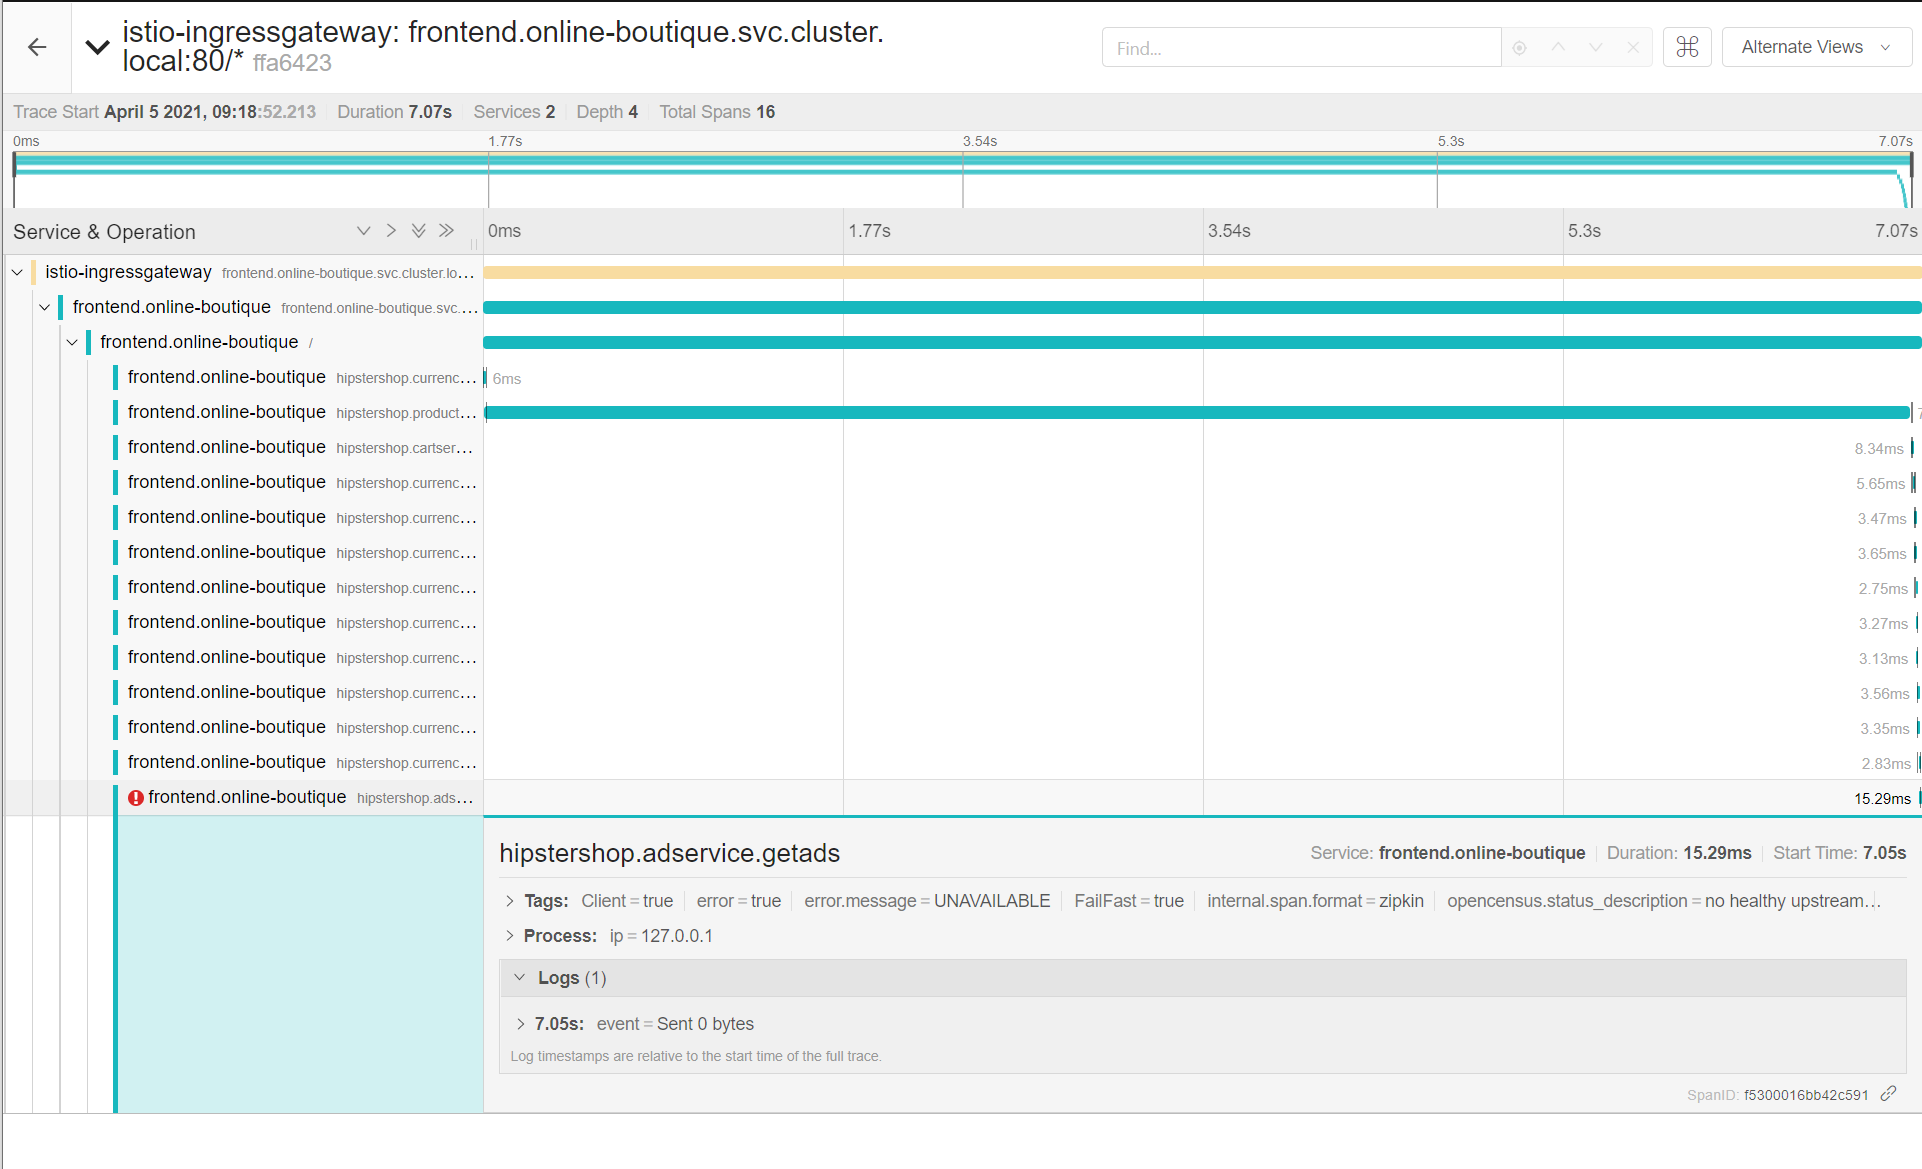 istio-ingressgateway: frontend.online-boutique.svc.cluster.
local:80/* ffa6423
Find...
Alternate Views
Trace Start April 5 2021, 09:18:52.213 Duration 7.07s Services 2 Depth 4 Total Spans 16
0ms 1.77s 3.54s 5.3s 7.07s
Service & Operation 0ms 1.77s 3.54s 5.3s 7.07s
istio-ingressgateway frontend.online-boutique.svc.cluster.lo...
frontend.online-boutique frontend.online-boutique.svc....
frontend.online-boutique /
frontend.online-boutique hipstershop.currenc... 6ms
frontend.online-boutique hipstershop.product... 7
frontend.online-boutique hipstershop.cartser... 8.34ms
frontend.online-boutique hipstershop.currenc... 5.65ms
frontend.online-boutique hipstershop.currenc... 3.47ms
frontend.online-boutique hipstershop.currenc... 3.65ms
frontend.online-boutique hipstershop.currenc... 2.75ms
frontend.online-boutique hipstershop.currenc... 3.27ms
frontend.online-boutique hipstershop.currenc... 3.13ms
frontend.online-boutique hipstershop.currenc... 3.56ms
frontend.online-boutique hipstershop.currenc... 3.35ms
frontend.online-boutique hipstershop.currenc... 2.83ms
frontend.online-boutique hipstershop.ads... 15.29ms
hipstershop.adservice.getads Service: frontend.online-boutique Duration: 15.29ms Start Time: 7.05s
Tags: Client = true error = true error.message = UNAVAILABLE FailFast = true internal.span.format = zipkin opencensus.status_description = no healthy upstream...
Process: ip = 127.0.0.1
Logs (1)
7.05s: event = Sent 0 bytes
Log timestamps are relative to the start time of the full trace.
SpanID: f5300016bb42c591